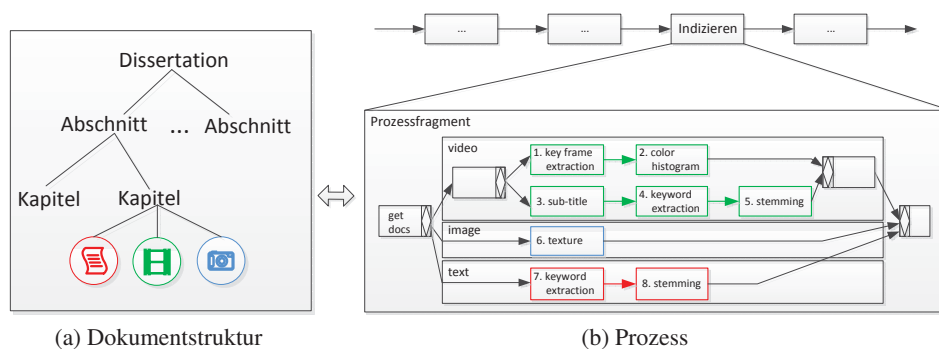 Dissertation
Abschnitt ... Abschnitt
Kapitel Kapitel
(a) Dokumentstruktur
... ... Indizieren ...
Prozessfragment
video
1. key frame
extraction
2. color
histogram
3. sub-title
4. keyword
extraction
5. stemming
get
docs
image
6. texture
text
7. keyword
extraction
8. stemming
(b) Prozess